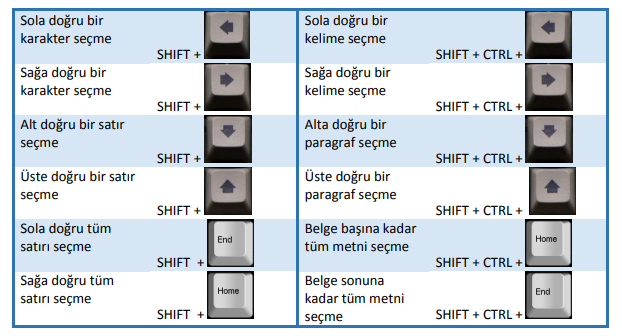 Sola doğru bir
karakter seçme
SHIFT +
Sola doğru bir
kelime seçme
SHIFT + CTRL +
Sağa doğru bir
karakter seçme
SHIFT +
Sağa doğru bir
kelime seçme
SHIFT + CTRL +
Alt doğru bir satır
seçme
SHIFT +
Alta doğru bir
paragraf seçme
SHIFT + CTRL +
Üste doğru bir satır
seçme
SHIFT +
Üste doğru bir
paragraf seçme
SHIFT + CTRL +
Sola doğru tüm
satırı seçme
SHIFT +
End
Belge başına kadar
tüm metni seçme
SHIFT + CTRL +
Home
Sağa doğru tüm
satırı seçme
SHIFT +
Home
Belge sonuna
kadar tüm metni
seçme
SHIFT + CTRL +
End